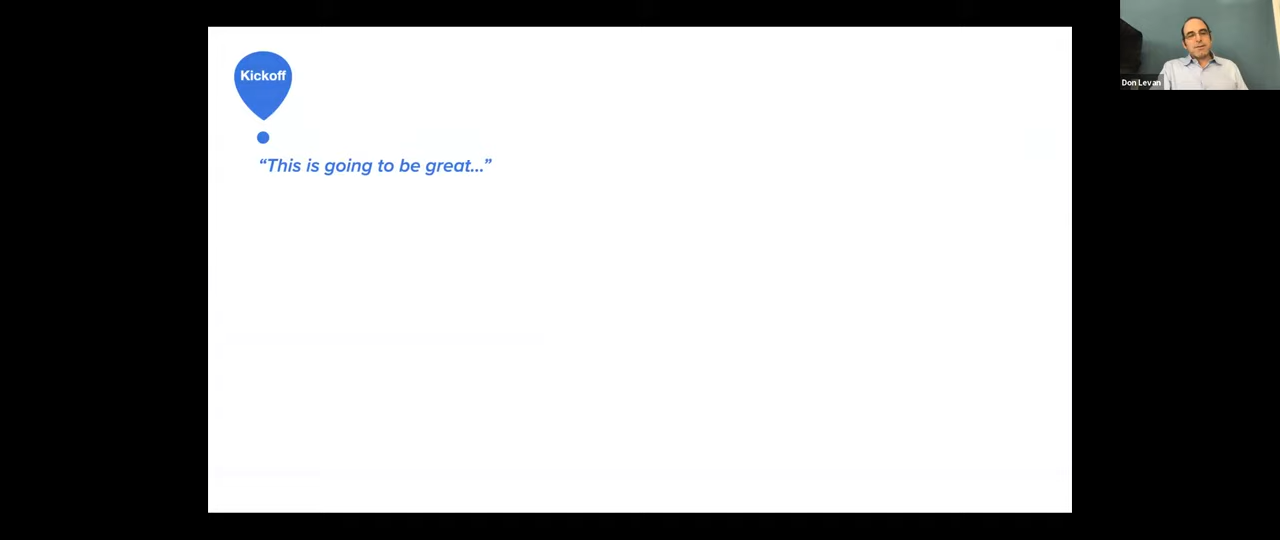 Kickoff
“This is going to be great...”
Don Levan